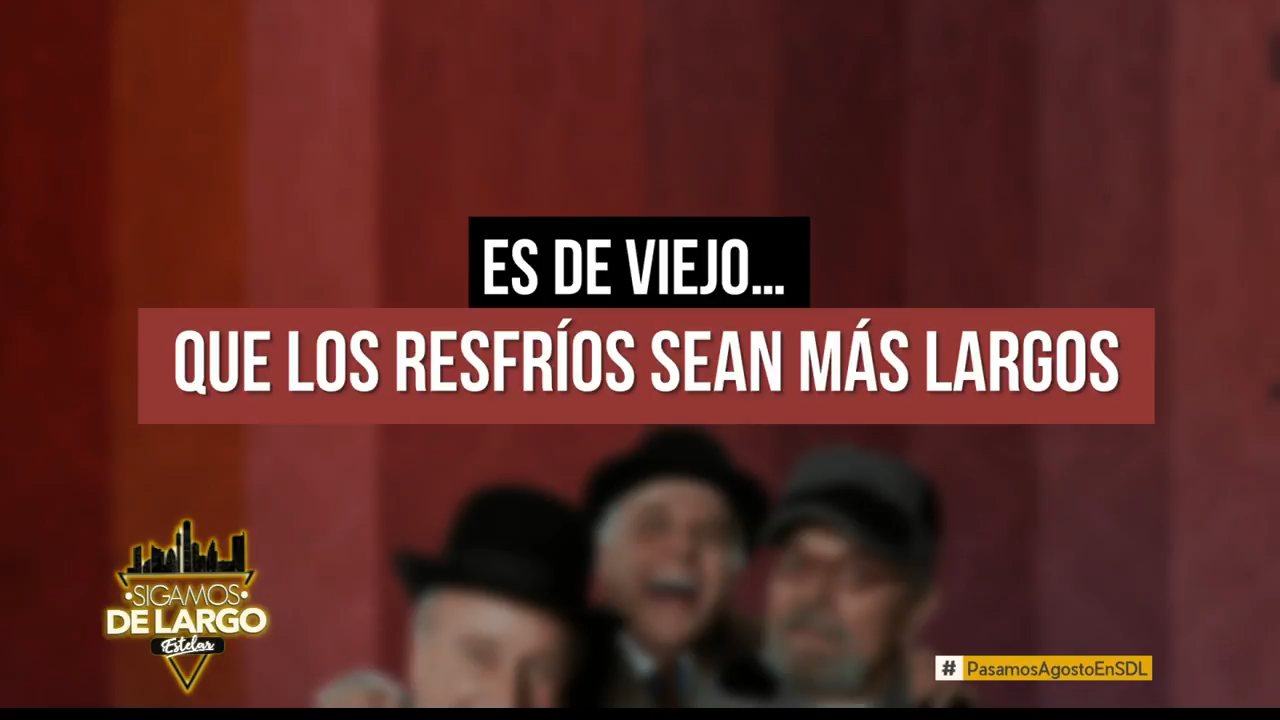 ES DE VIEJO...
QUE LOS RESFRÍOS SEAN MÁS LARGOS
•SIGAMOS•
DE LARGO
Estelar
# PasamosAgostoEnSDL